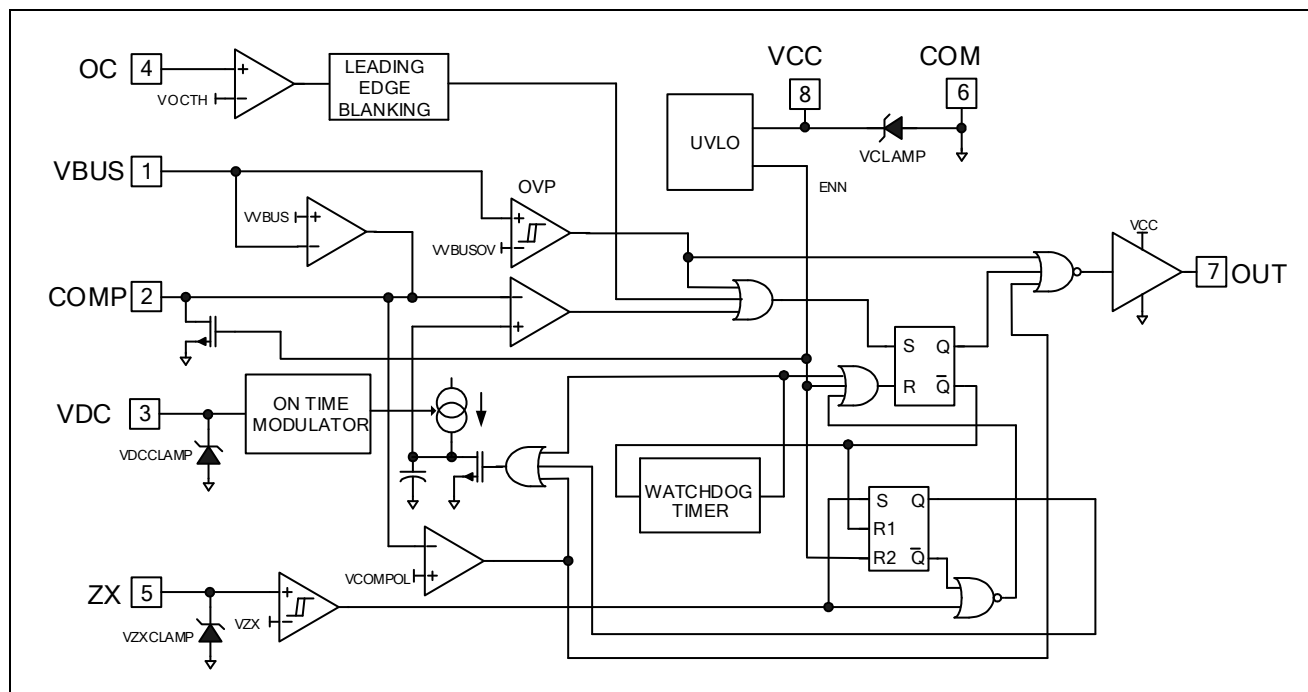 OC 4
VOCTH
LEADING
EDGE
BLANKING
VCC
8
COM
6
UVLO
VCLAMP
ENN
VBUS 1
VVBUS
OVP
VVBUSOV
VCC
7 OUT
COMP 2
S Q
R Q̅
VDC 3
ON TIME
MODULATOR
VDCCLAMP
WATCHDOG
TIMER
S Q
R1
R2 Q̅
VCOMPOL
ZX 5
VZXCLAMP
VZX